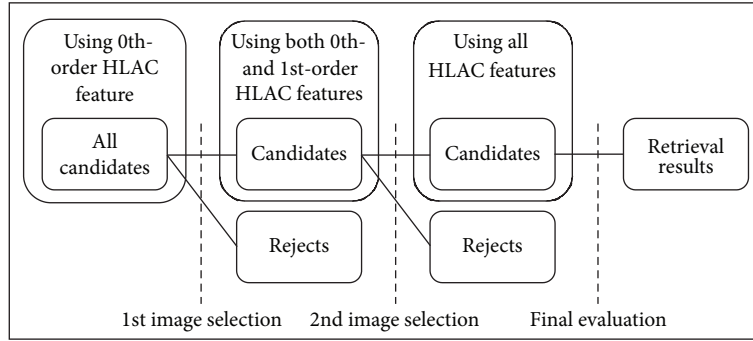 Using 0th-
order HLAC
feature
All
candidates
Using both 0th-
and 1st-order
HLAC features
Candidates
Rejects
Using all
HLAC features
Candidates
Rejects
Retrieval
results
1st image selection
2nd image selection
Final evaluation